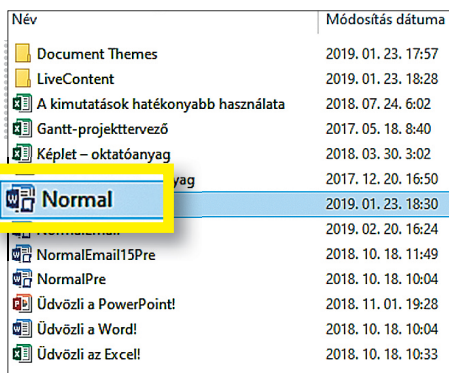 Név Módosítás dátuma
Document Themes 2019. 01. 23. 17:57
LiveContent 2019. 01. 23. 18:28
A kimutatások hatékonyabb használata 2018. 07. 24. 6:02
Gantt-projekttervező 2017. 05. 18. 8:40
Képlet – oktatóanyag 2018. 03. 30. 3:02
yag 2017. 12. 20. 16:50
Normal 2019. 01. 23. 18:30
NormalEmail 2019. 02. 20. 16:24
NormalEmail15Pre 2018. 10. 18. 11:49
NormalPre 2018. 10. 18. 10:04
Üdvözli a PowerPoint! 2018. 11. 01. 19:28
Üdvözli a Word! 2018. 10. 18. 10:04
Üdvözli az Excel! 2018. 10. 18. 10:33